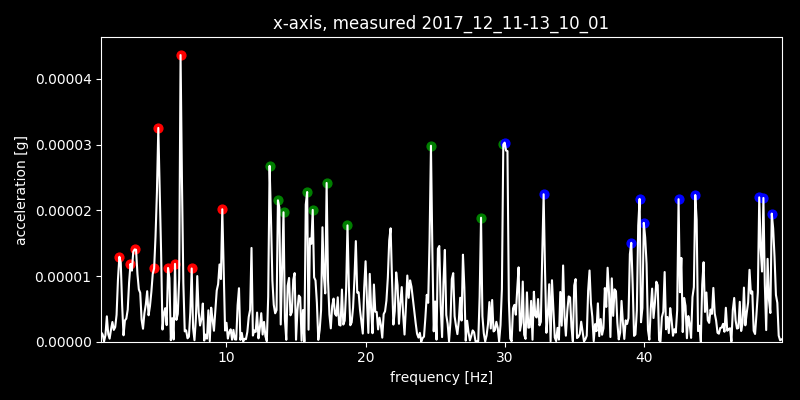 x-axis, measured 2017_12_11-13_10_01
0.00004
0.00003
0.00002
0.00001
0.00000
acceleration [g]
10 20 30 40
frequency [Hz]